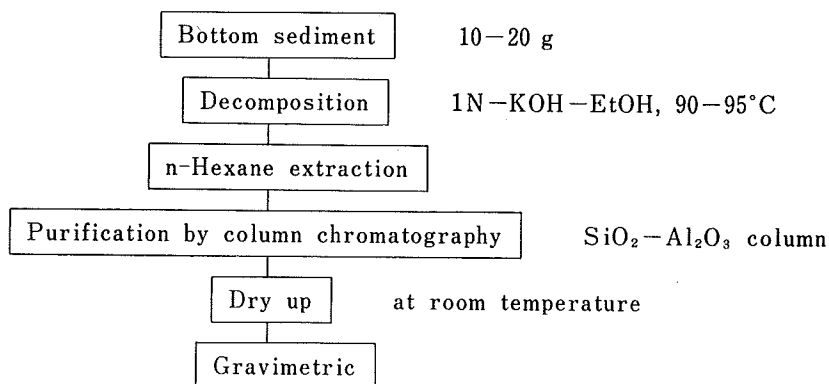 Bottom sediment 10−20 g
Decomposition 1N−KOH−EtOH, 90−95°C
n-Hexane extraction
Purification by column chromatography SiO₂−Al₂O₃ column
Dry up at room temperature
Gravimetric